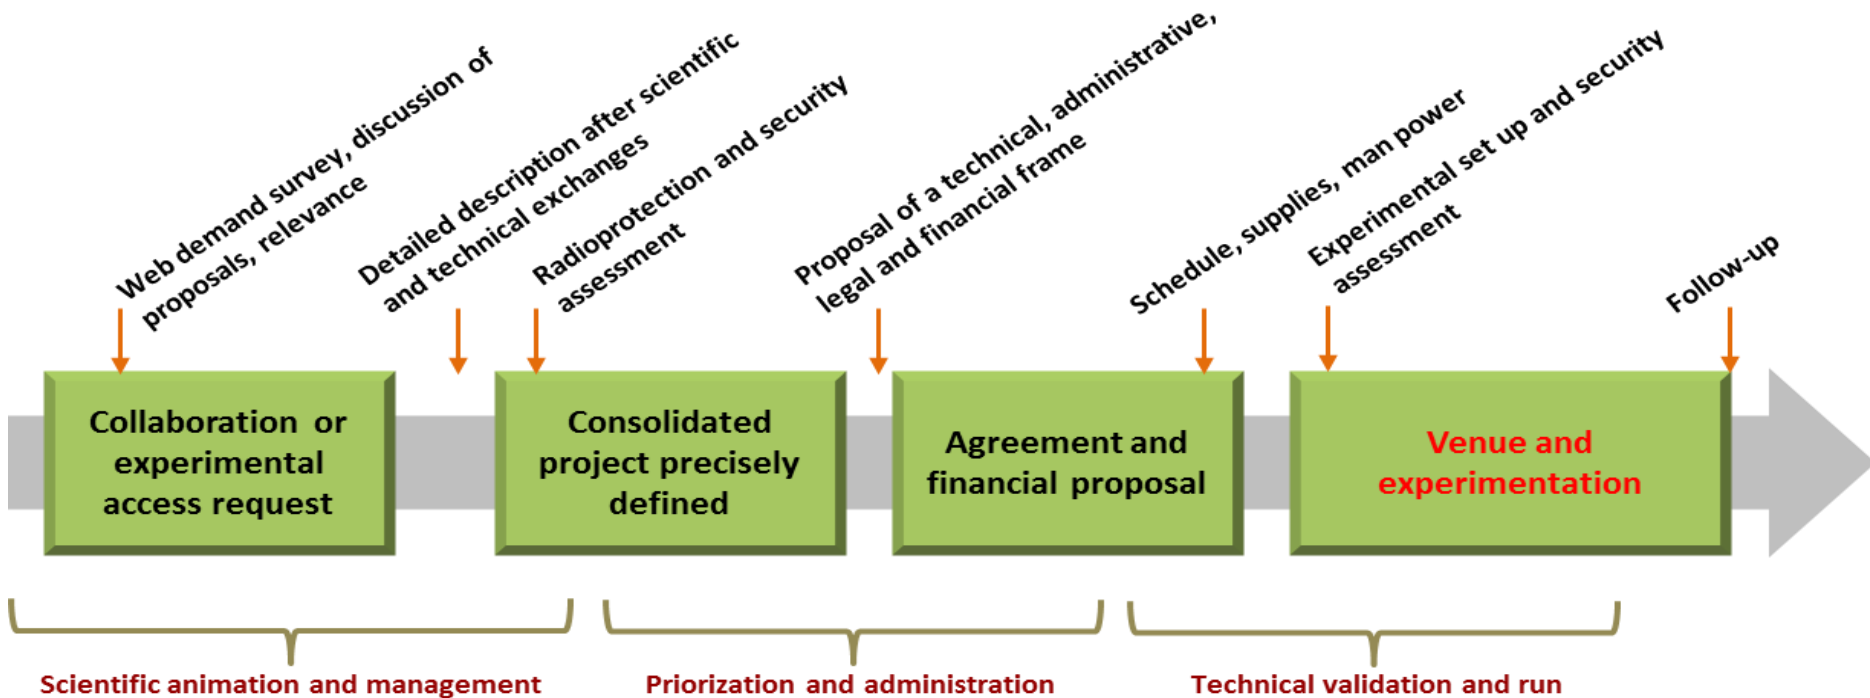 Web demand survey, discussion of
proposals, relevance
Detailed description after scientific
and technical exchanges
Radioprotection and security
assessment
Proposal of a technical, administrative,
legal and financial frame
Schedule, supplies, man power
Experimental set up and security
assessment
Follow-up
Collaboration or
experimental
access request
Consolidated
project precisely
defined
Agreement and
financial proposal
Venue and
experimentation
Scientific animation and management
Priorization and administration
Technical validation and run